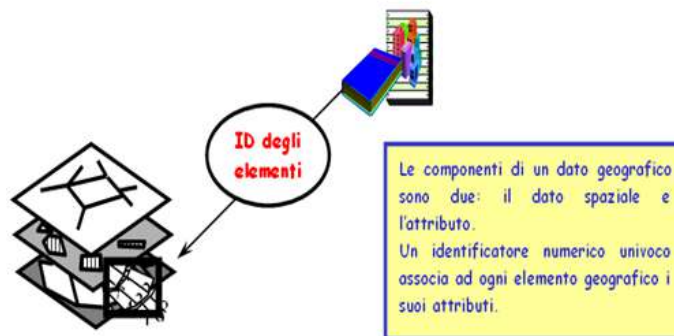 ID degli
elementi
Le componenti di un dato geografico
sono due: il dato spaziale e
l'attributo.
Un identificatore numerico univoco
associa ad ogni elemento geografico i
suoi attributi.